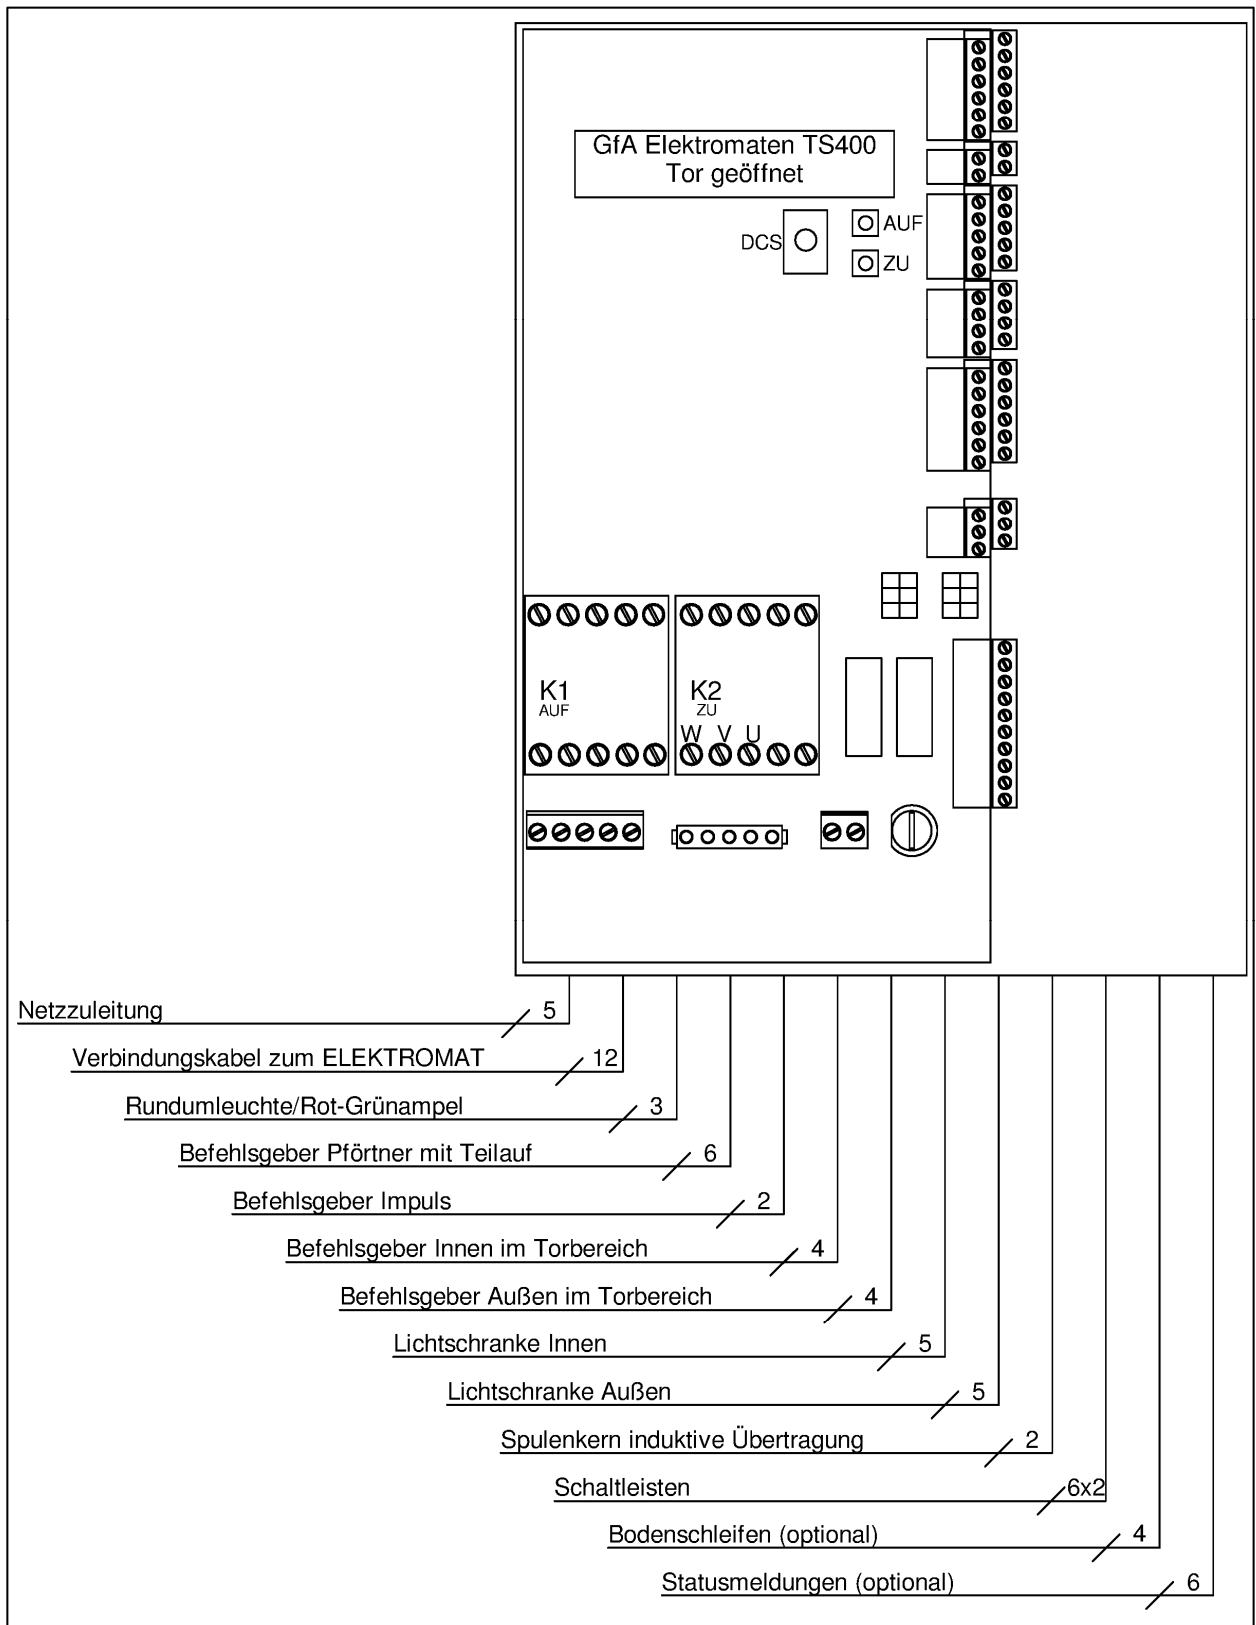 GfA Elektromaten TS400
Tor geöffnet
DCS
AUF
ZU
K1
AUF
K2
ZU
W V U
Netzzuleitung 5
Verbindungskabel zum ELEKTROMAT 12
Rundumleuchte/Rot-Grünampel 3
Befehlsgeber Pförtner mit Teilauf 6
Befehlsgeber Impuls 2
Befehlsgeber Innen im Torbereich 4
Befehlsgeber Außen im Torbereich 4
Lichtschranke Innen 5
Lichtschranke Außen 5
Spulenkern induktive Übertragung 2
Schaltleisten 6x2
Bodenschleifen (optional) 4
Statusmeldungen (optional) 6